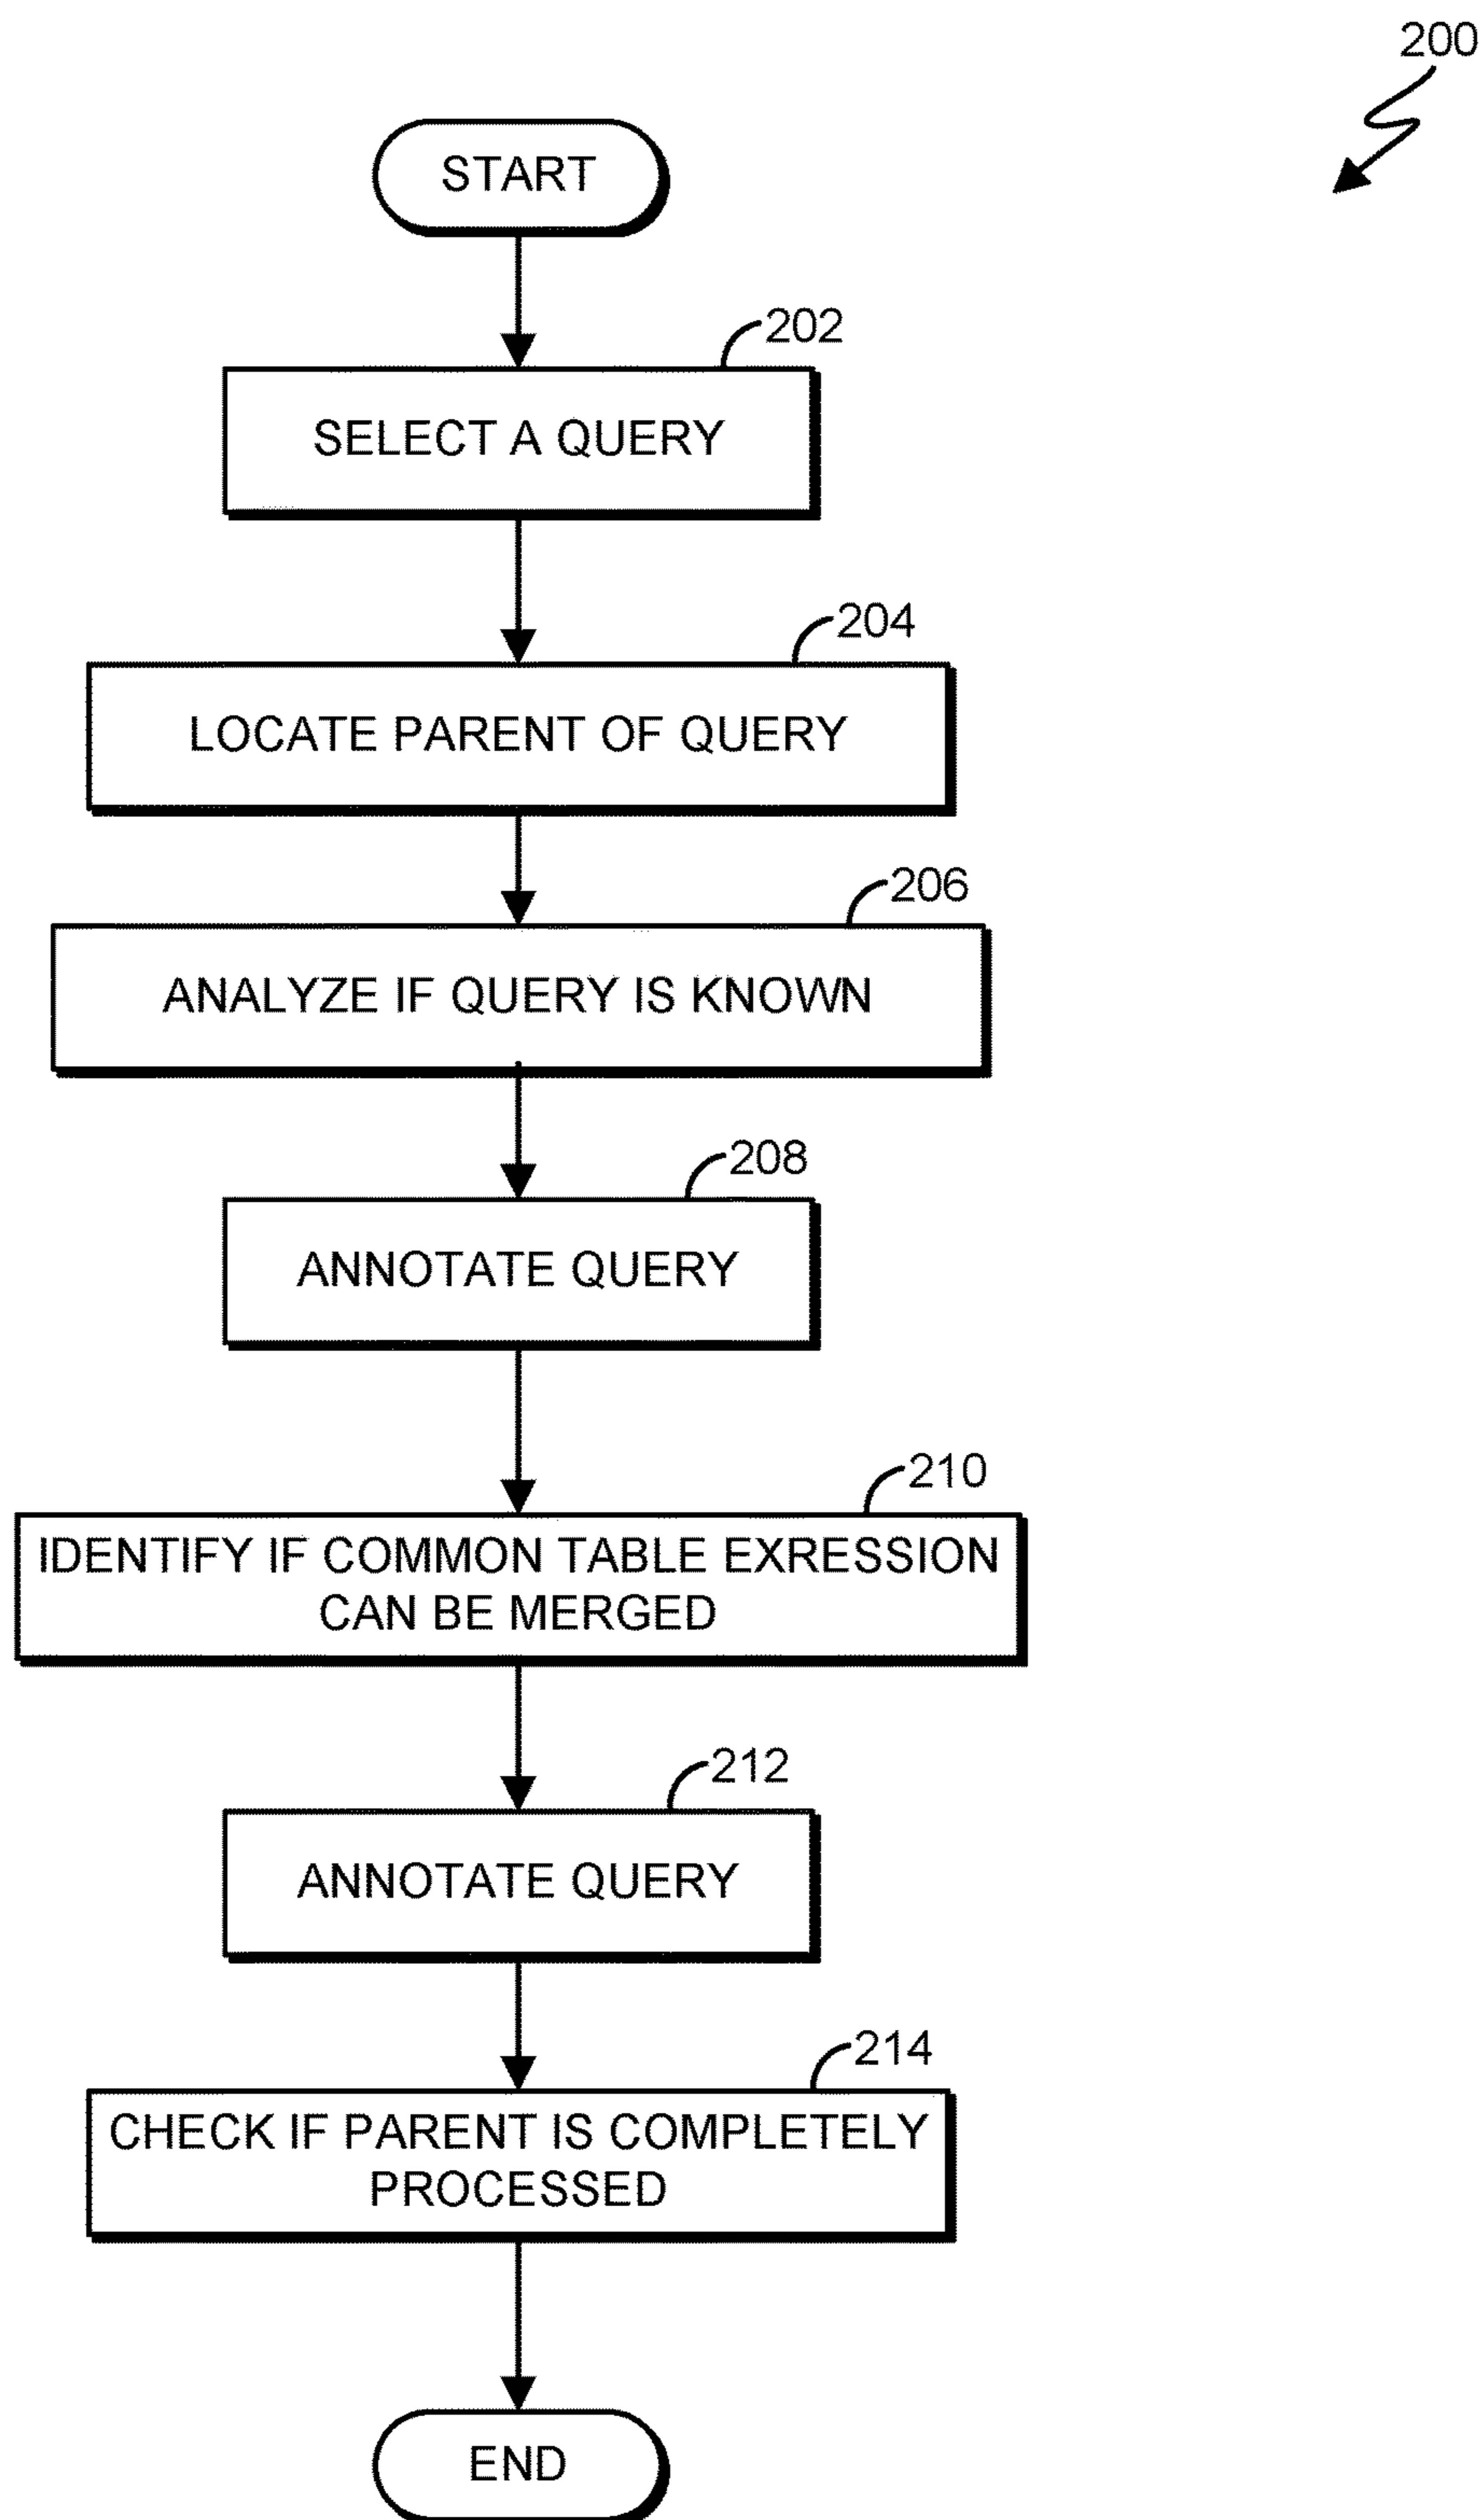 200
START
202
SELECT A QUERY
204
LOCATE PARENT OF QUERY
206
ANALYZE IF QUERY IS KNOWN
208
ANNOTATE QUERY
210
IDENTIFY IF COMMON TABLE EXRESSION
CAN BE MERGED
212
ANNOTATE QUERY
214
CHECK IF PARENT IS COMPLETELY
PROCESSED
END